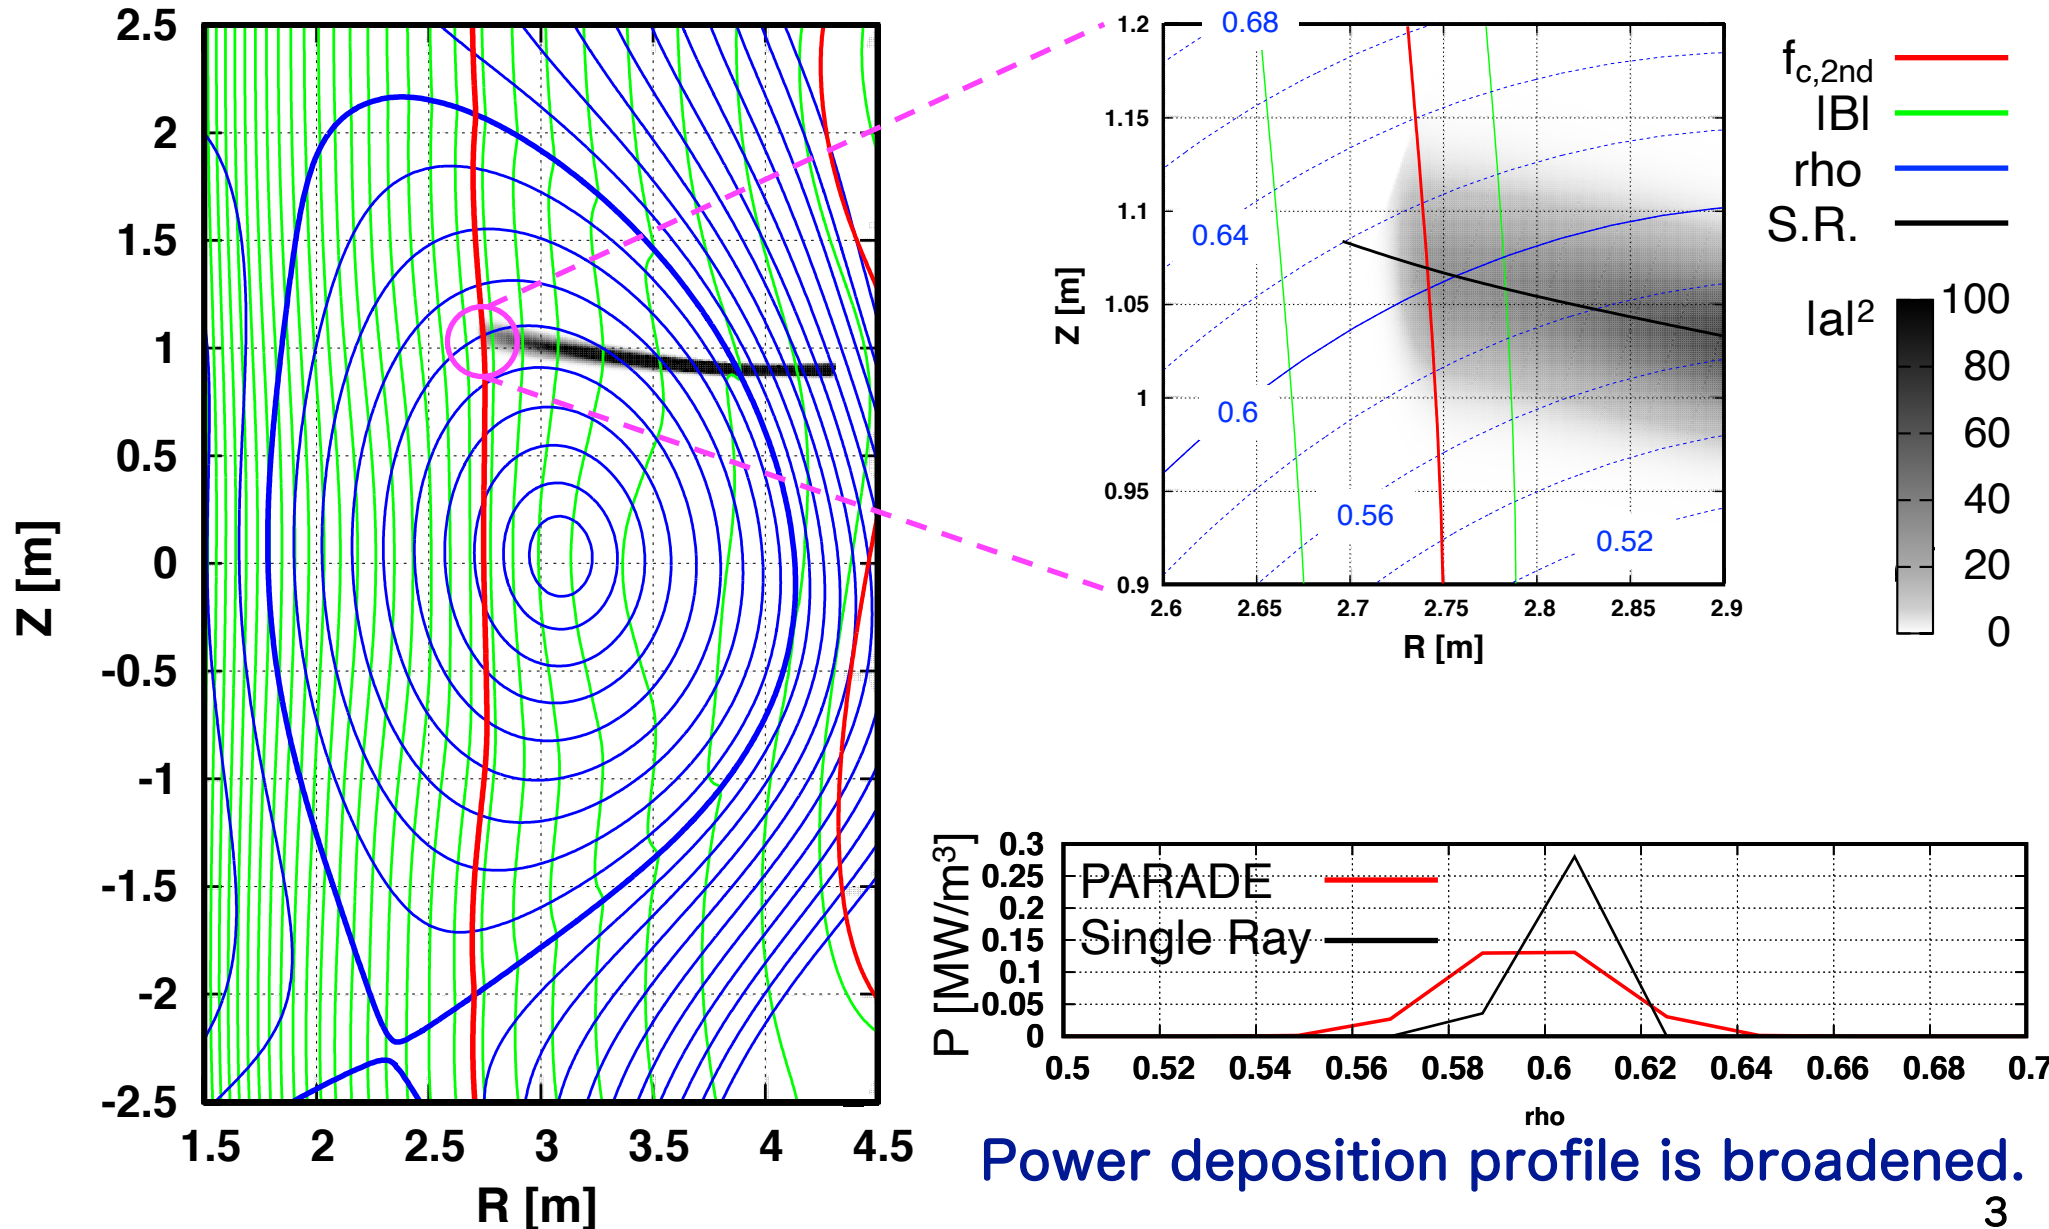 2.5
2
1.5
1
0.5
0
-0.5
-1
-1.5
-2
-2.5
Z [m]
1.5 2 2.5 3 3.5 4 4.5
R [m]
1.2
1.15
1.1
1.05
1
0.95
0.9
Z [m]
0.68
0.64
0.6
0.56
0.52
2.6 2.65 2.7 2.75 2.8 2.85 2.9
R [m]
fc,2nd
|B|
rho
S.R.
|a|²
100
80
60
40
20
0
P [MW/m³]
0.3
0.25
0.2
0.15
0.1
0.05
0
PARADE
Single Ray
0.5 0.52 0.54 0.56 0.58 0.6 0.62 0.64 0.66 0.68 0.7
rho
Power deposition profile is broadened.
3